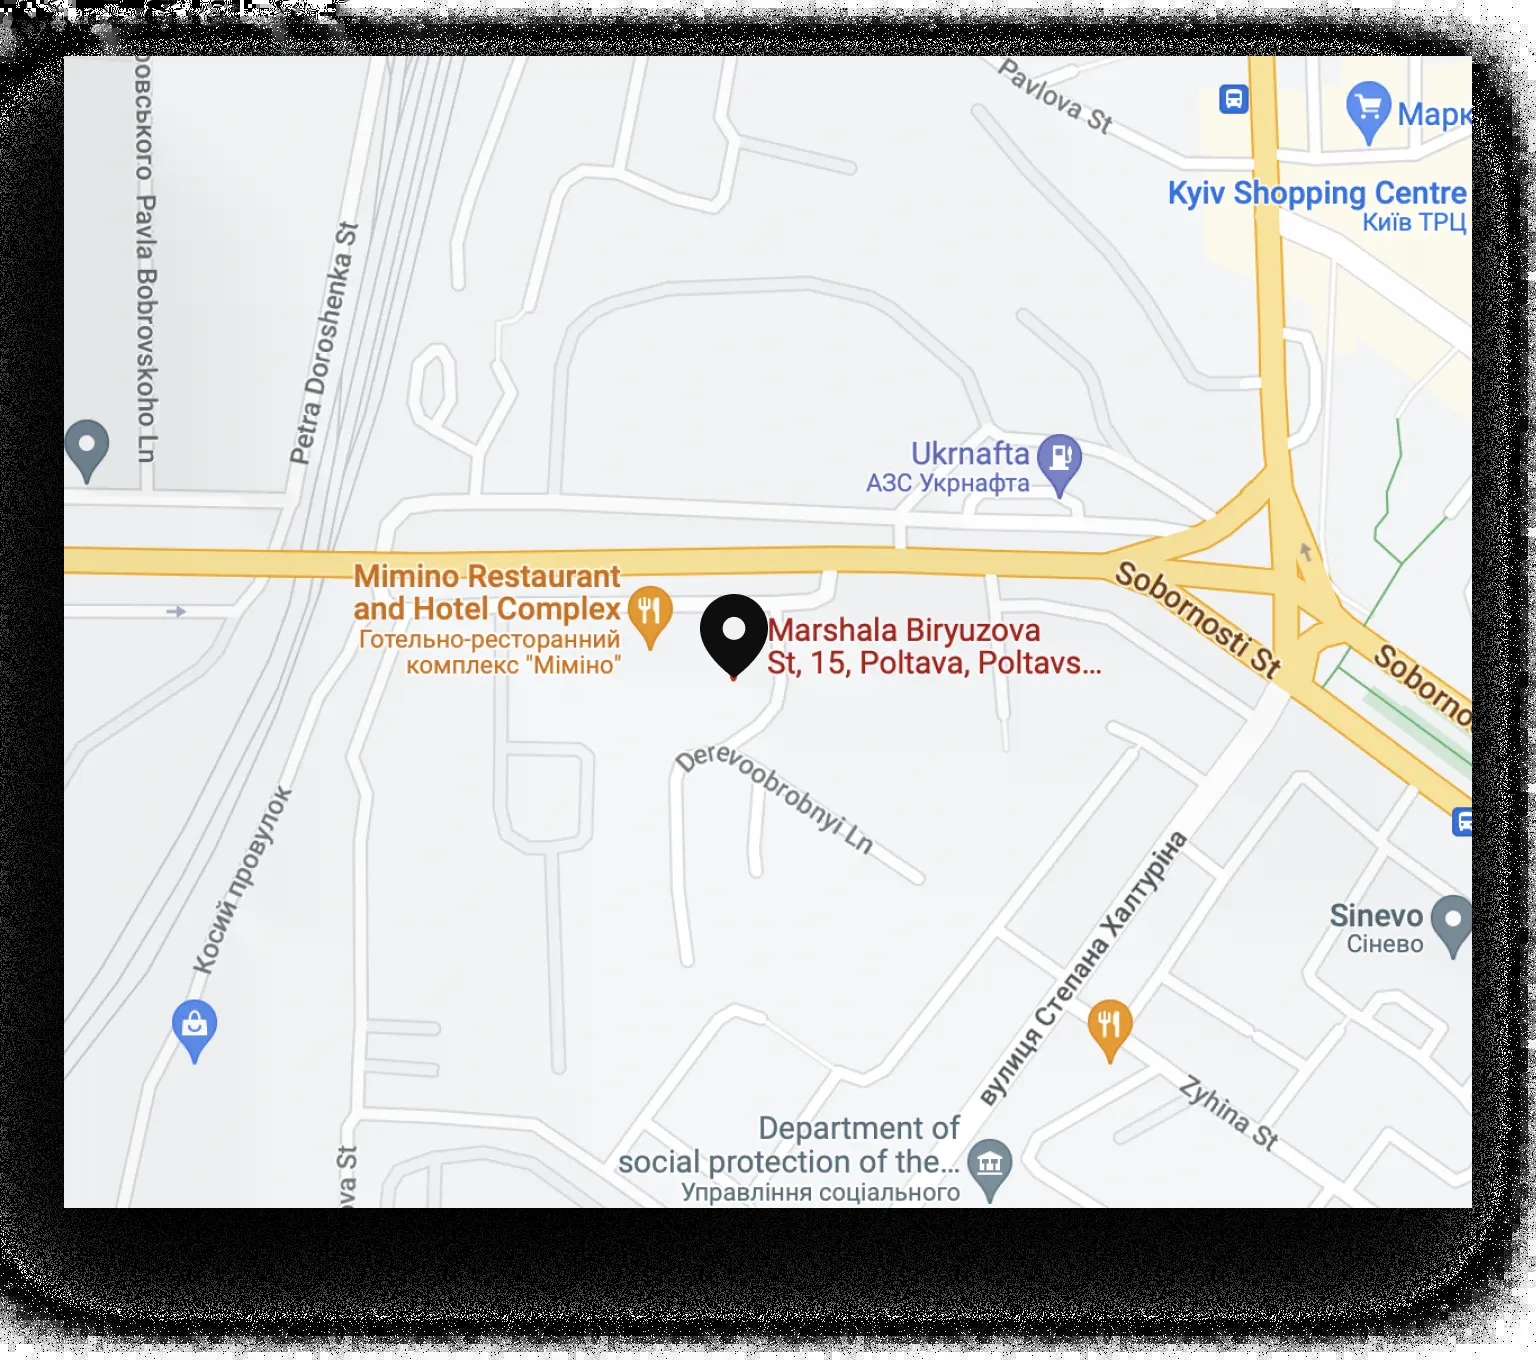 ровського
Pavla Bobrovskoho Ln
Petra Doroshenka St
Pavlova St
Марк
Kyiv Shopping Centre
Київ ТРЦ
Ukrnafta
АЗС Укрнафта
Mimino Restaurant
and Hotel Complex
Готельно-ресторанний
комплекс "Міміно"
Marshala Biryuzova
St, 15, Poltava, Poltavs...
Sobornosti St
Soborno
Derevoobrobnyi Ln
Косий провулок
вулиця Степана Халтуріна
Sinevo
Сінево
Zyhina St
Department of
social protection of the...
Управління соціального
ova St